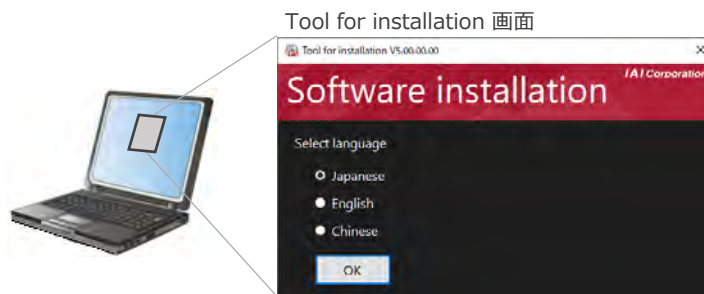 Tool for installation 画面
Tool for installation V5.00.00.00
IAI Corporation
Software installation
Select language
Japanese
English
Chinese
OK